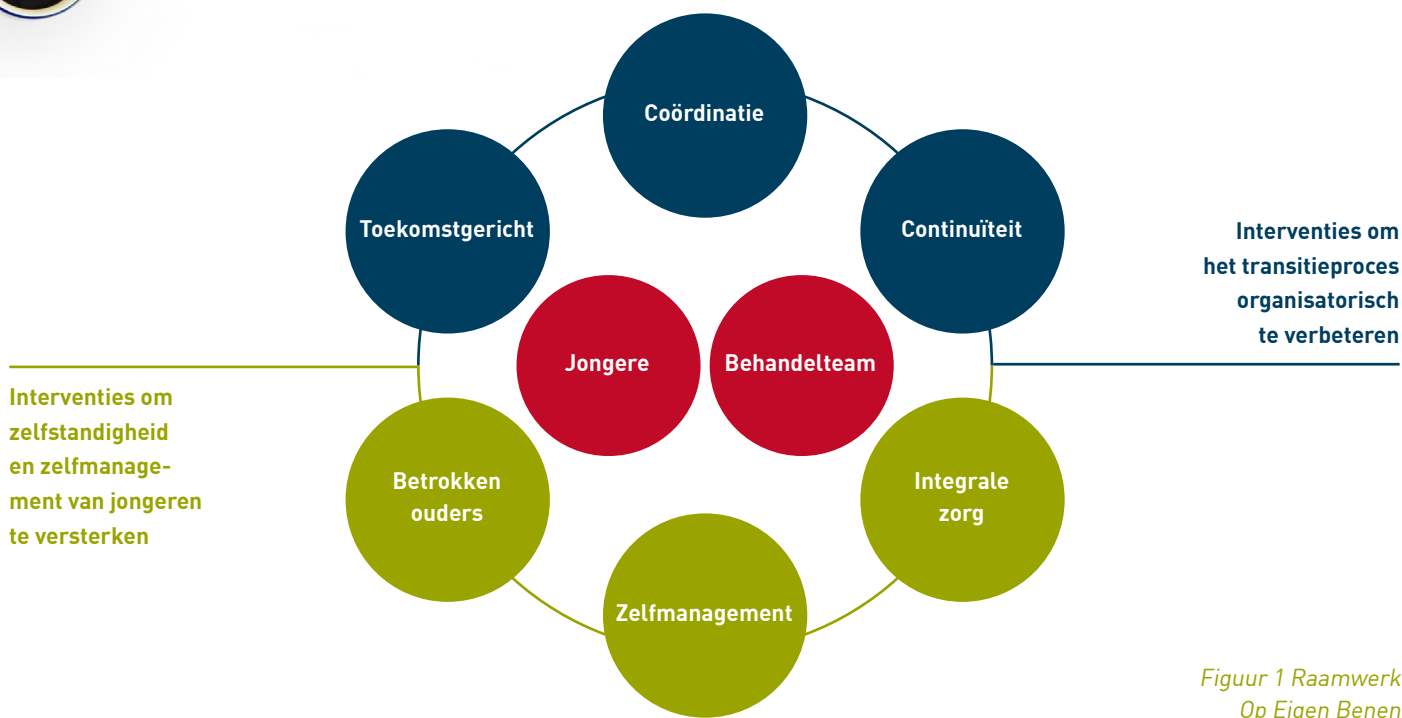 Coördinatie
Toekomstgericht
Continuïteit
Interventies om
het transitieproces
organisatorisch
te verbeteren
Jongere
Behandelteam
Interventies om
zelfstandigheid
en zelfmanage-
ment van jongeren
te versterken
Betrokken
ouders
Integrale
zorg
Zelfmanagement
Figuur 1 Raamwerk
Op Eigen Benen